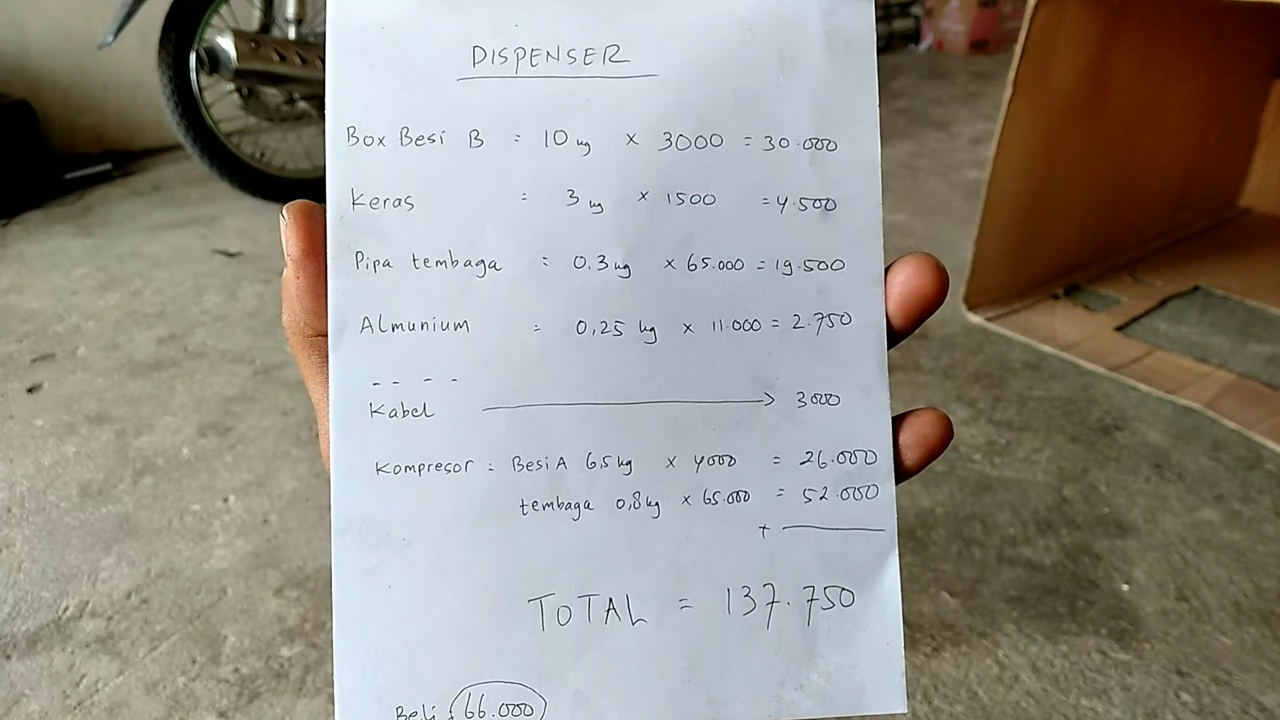 DISPENSER
Box Besi B = 10 kg × 3000 = 30.000
Keras = 3 kg × 1500 = 4.500
Pipa tembaga = 0.3 kg × 65.000 = 19.500
Almunium = 0,25 kg × 11.000 = 2.750
- - - -
Kabel → 3000
Kompresor = Besi A 6.5 kg × 4000 = 26.000
tembaga 0,8 kg × 65.000 = 52.000
+
TOTAL = 137.750
Beli : 66.000